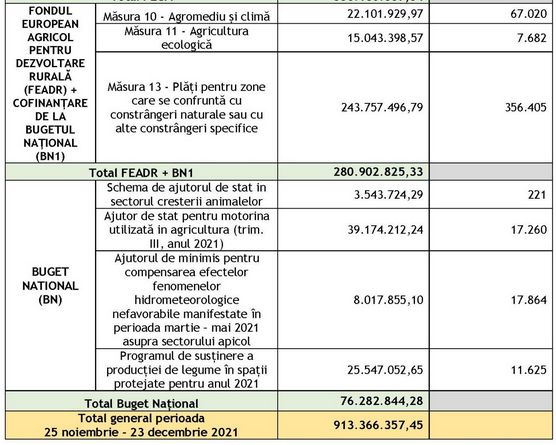 FONDUL
EUROPEAN
AGRICOL
PENTRU
DEZVOLTARE
RURALĂ
(FEADR) +
COFINANȚARE
DE LA
BUGETUL
NAȚIONAL
(BN1)
Măsura 10 - Agromediu și climă
22.101.929,97
67.020
Măsura 11 - Agricultura
ecologică
15.043.398,57
7.682
Măsura 13 - Plăți pentru zone
care se confruntă cu
constrângeri naturale sau cu
alte constrângeri specifice
243.757.496,79
356.405
Total FEADR + BN1
280.902.825,33
BUGET
NATIONAL
(BN)
Schema de ajutorul de stat in
sectorul cresterii animalelor
3.543.724,29
221
Ajutor de stat pentru motorina
utilizată in agricultura (trim.
III, anul 2021)
39.174.212,24
17.260
Ajutorul de minimis pentru
compensarea efectelor
fenomenelor
hidrometeorologice
nefavorabile manifestate în
perioada martie – mai 2021
asupra sectorului apicol
8.017.855,10
17.864
Programul de susținere a
producției de legume în spații
protejate pentru anul 2021
25.547.052,65
11.625
Total Buget Național
76.282.844,28
Total general perioada
25 noiembrie – 23 decembrie 2021
913.366.357,45